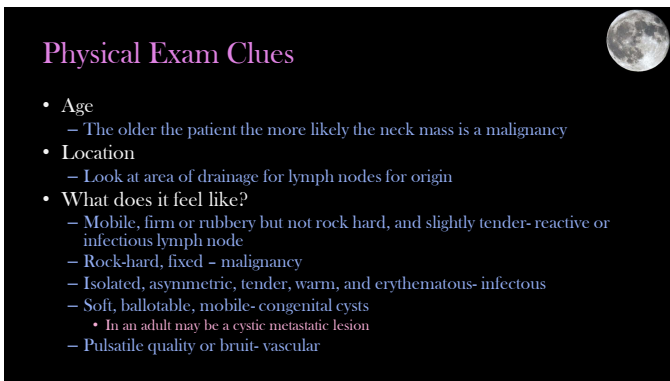 Physical Exam Clues
• Age
– The older the patient the more likely the neck mass is a malignancy
• Location
– Look at area of drainage for lymph nodes for origin
• What does it feel like?
– Mobile, firm or rubbery but not rock hard, and slightly tender- reactive or
infectious lymph node
– Rock-hard, fixed – malignancy
– Isolated, asymmetric, tender, warm, and erythematous- infectous
– Soft, ballotable, mobile- congenital cysts
• In an adult may be a cystic metastatic lesion
– Pulsatile quality or bruit- vascular